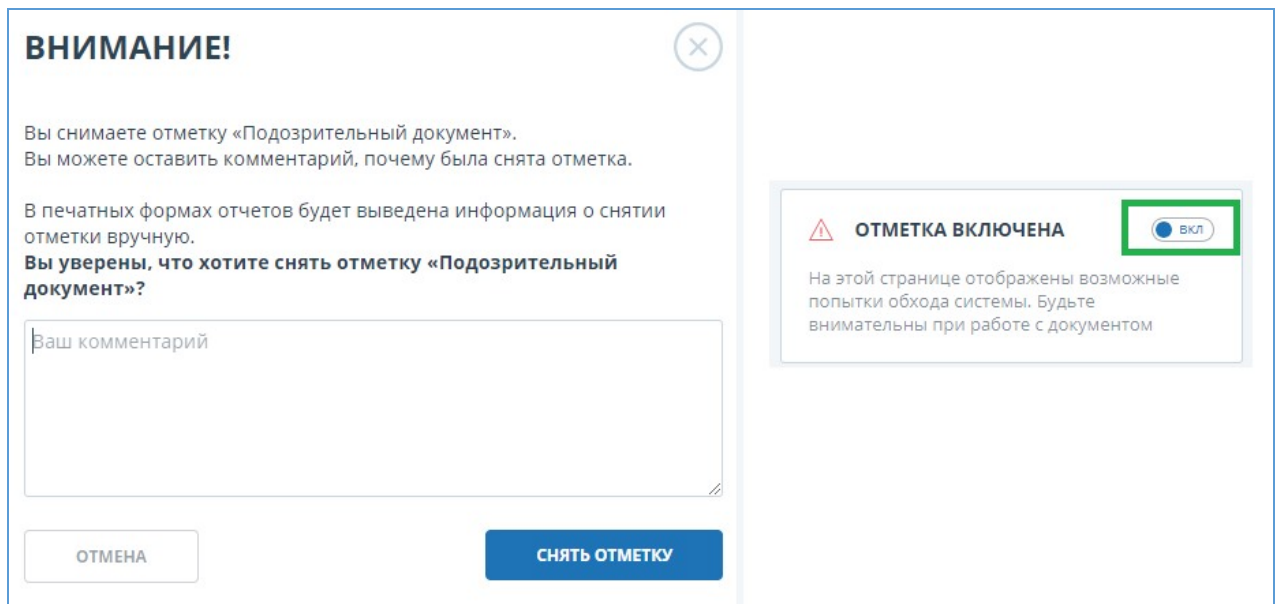 ВНИМАНИЕ!
Вы снимаете отметку «Подозрительный документ».
Вы можете оставить комментарий, почему была снята отметка.
В печатных формах отчетов будет выведена информация о снятии
отметки вручную.
Вы уверены, что хотите снять отметку «Подозрительный
документ»?
Ваш комментарий
ОТМЕНА
СНЯТЬ ОТМЕТКУ
ОТМЕТКА ВКЛЮЧЕНА
ВКЛ
На этой странице отображены возможные
попытки обхода системы. Будьте
внимательны при работе с документом